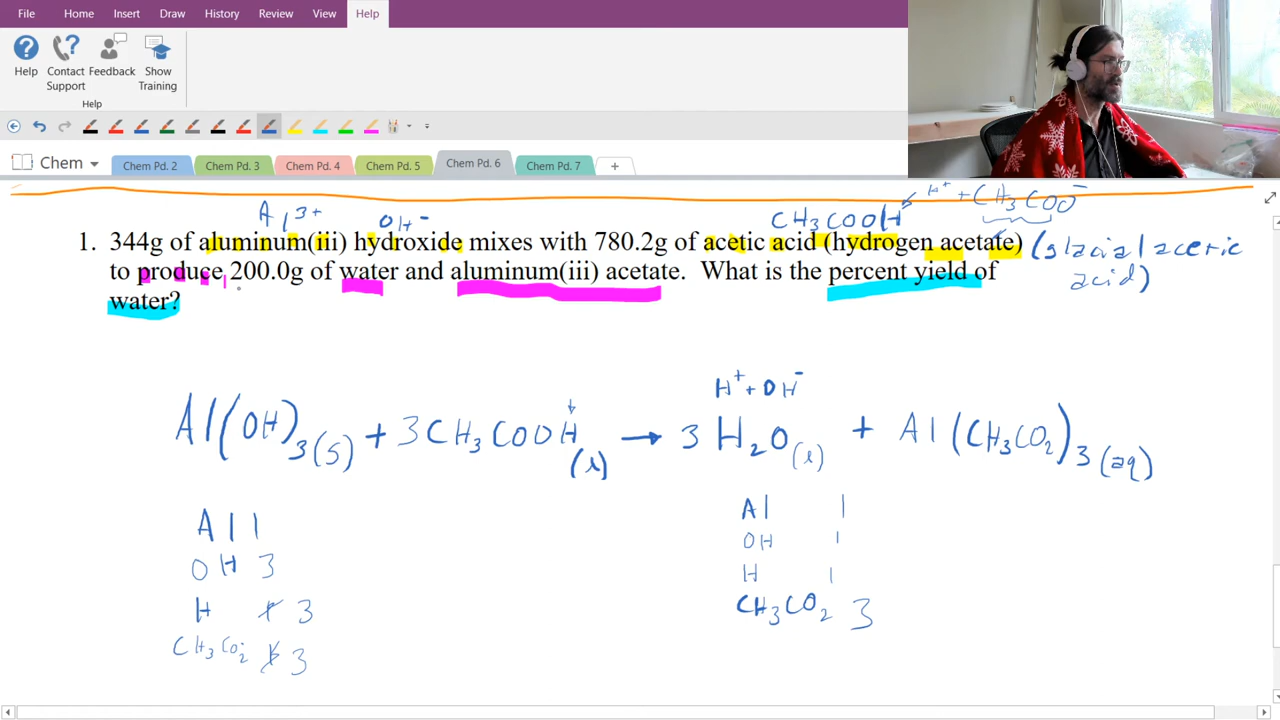 File Home Insert Draw History Review View Help
Help Contact Support Feedback Show Training
Help
Chem Chem Pd. 2 Chem Pd. 3 Chem Pd. 4 Chem Pd. 5 Chem Pd. 6 Chem Pd. 7 +
H⁺ + CH₃COO⁻
Al³⁺ OH⁻ CH₃COOH
1. 344g of aluminum(iii) hydroxide mixes with 780.2g of acetic acid (hydrogen acetate) (glacial aceric
to produce 200.0g of water and aluminum(iii) acetate. What is the percent yield of acid)
water?
H⁺ + OH⁻
Al(OH)₃(s) + 3CH₃COOH(l) → 3 H₂O(l) + Al(CH₃CO₂)₃(aq)
Al 1 Al 1
OH 3 OH 1
H 1 3 H 1
CH₃CO₂⁻ 1 3 CH₃CO₂ 3